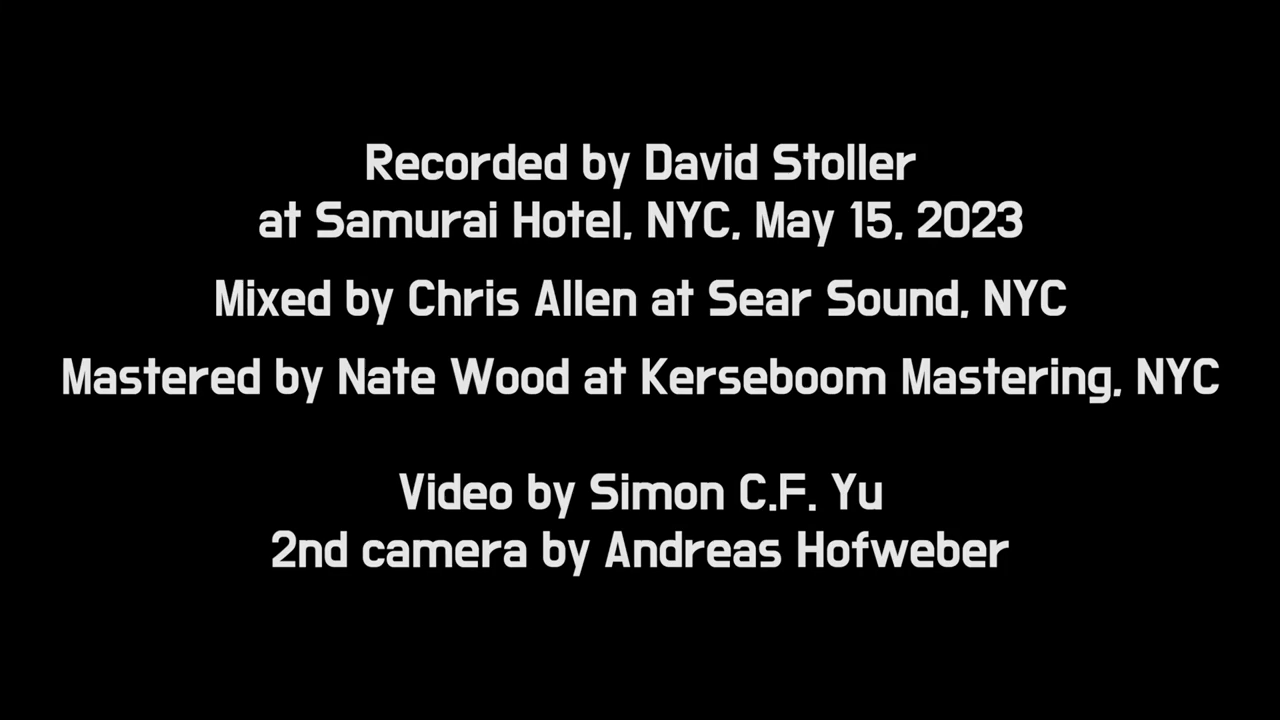 Recorded by David Stoller
at Samurai Hotel, NYC, May 15, 2023
Mixed by Chris Allen at Sear Sound, NYC
Mastered by Nate Wood at Kerseboom Mastering, NYC
Video by Simon C.F. Yu
2nd camera by Andreas Hofweber